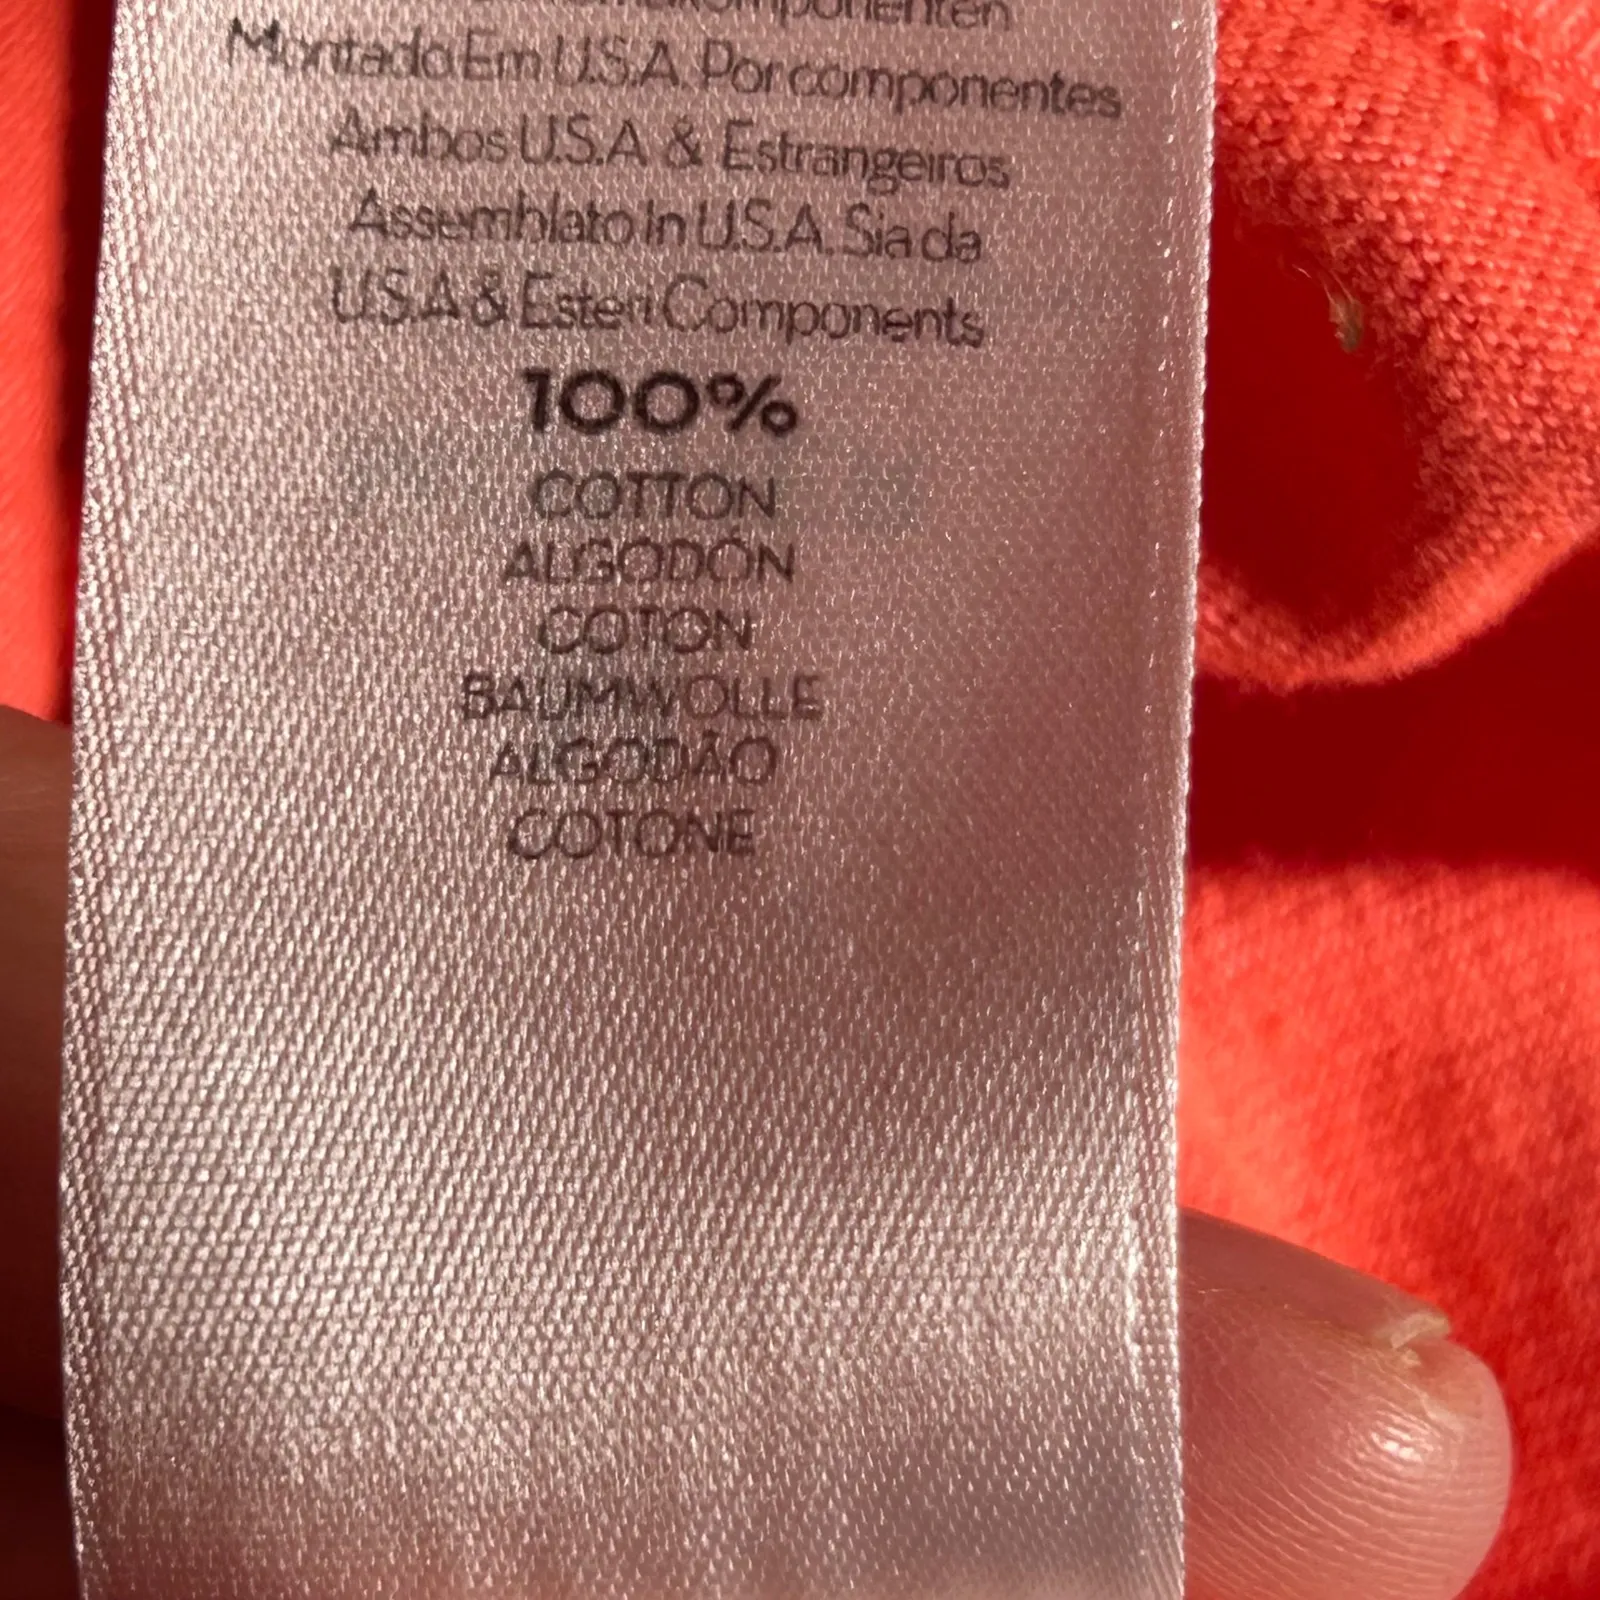 Montado Em U.S.A. Por componentes
Ambos U.S.A & Estrangeiros
Assemblato In U.S.A. Sia da
U.S.A & Esteri Components
100%
COTTON
ALGODÓN
COTON
BAUMWOLLE
ALGODÃO
COTONE